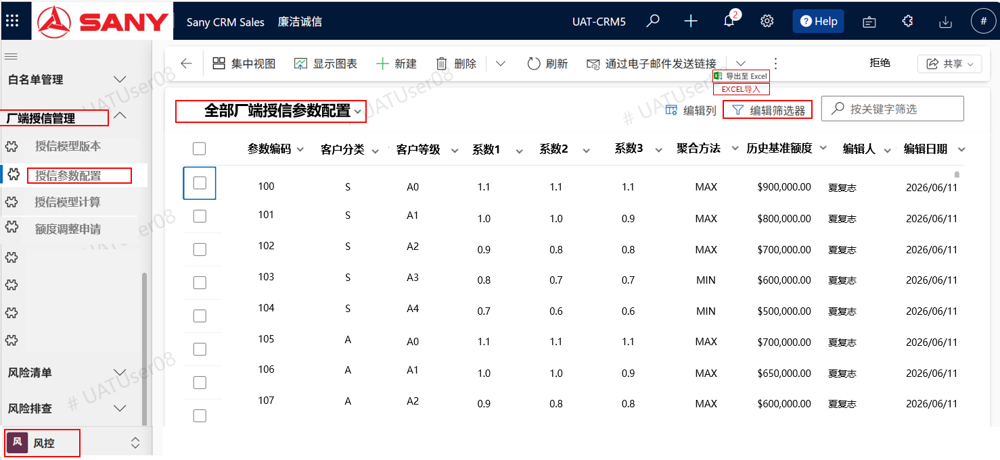 SANY
Sany CRM Sales 廉洁诚信
UAT-CRM5
2
Help
#
集中视图 显示图表 新建 删除 刷新 通过电子邮件发送链接 拒绝 共享
导出至 Excel
EXCEL导入
白名单管理
厂端授信管理
授信模型版本
授信参数配置
授信模型计算
额度调整申请
风险清单
风险排查
风 风控
全部厂端授信参数配置 编辑列 编辑筛选器 按关键字筛选
参数编码 客户分类 客户等级 系数1 系数2 系数3 聚合方法 历史基准额度 编辑人 编辑日期
100 S A0 1.1 1.1 1.1 MAX $900,000.00 夏复志 2026/06/11
101 S A1 1.0 1.0 0.9 MAX $800,000.00 夏复志 2026/06/11
102 S A2 0.9 0.8 0.8 MAX $700,000.00 夏复志 2026/06/11
103 S A3 0.8 0.7 0.7 MIN $600,000.00 夏复志 2026/06/11
104 S A4 0.7 0.6 0.6 MIN $500,000.00 夏复志 2026/06/11
105 A A0 1.1 1.1 1.1 MAX $700,000.00 夏复志 2026/06/11
106 A A1 1.0 1.0 0.9 MAX $650,000.00 夏复志 2026/06/11
107 A A2 0.9 0.8 0.8 MAX $600,000.00 夏复志 2026/06/11
# UATUser08
# UATUser08